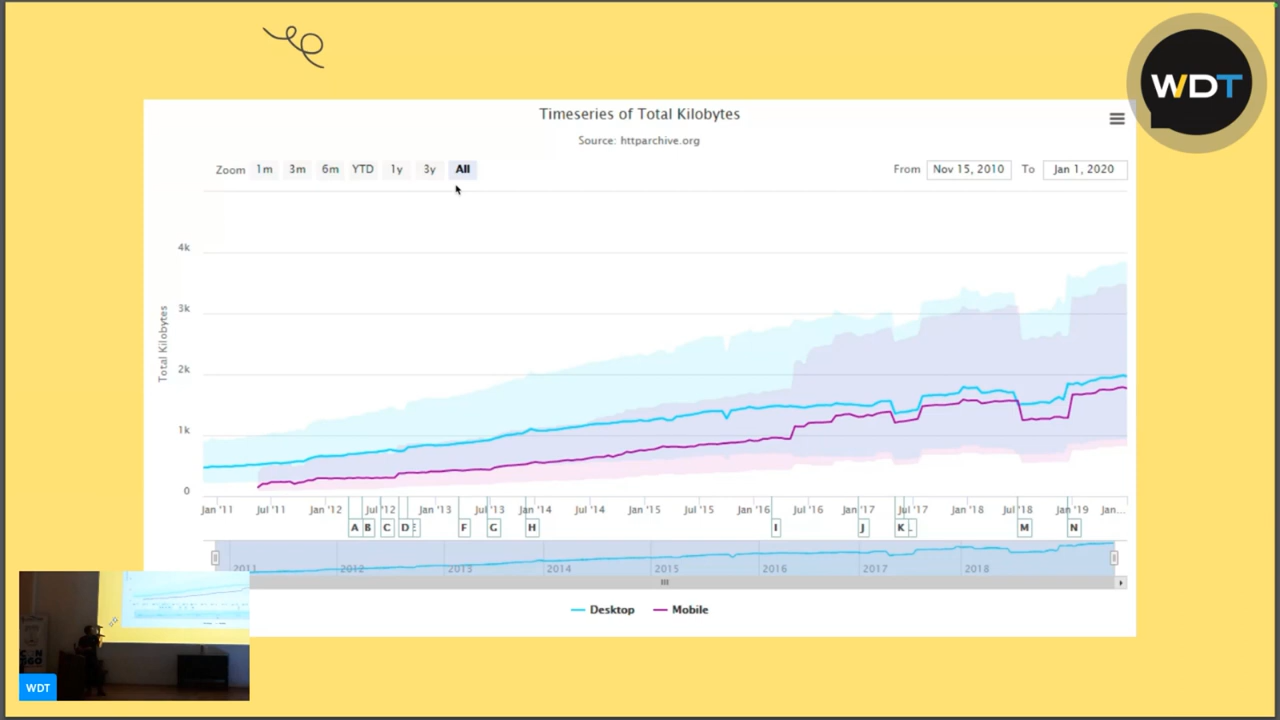 WDT
Timeseries of Total Kilobytes
Source: httparchive.org
Zoom 1m 3m 6m YTD 1y 3y All
From Nov 15, 2010 To Jan 1, 2020
Total Kilobytes
4k
3k
2k
1k
0
Jan '11 Jul '11 Jan '12 Jul '12 Jan '13 Jul '13 Jan '14 Jul '14 Jan '15 Jul '15 Jan '16 Jul '16 Jan '17 Jul '17 Jan '18 Jul '18 Jan '19 Jan...
A B C D F G H I J K L M N
2011 2012 2013 2014 2015 2016 2017 2018
Desktop Mobile
WDT